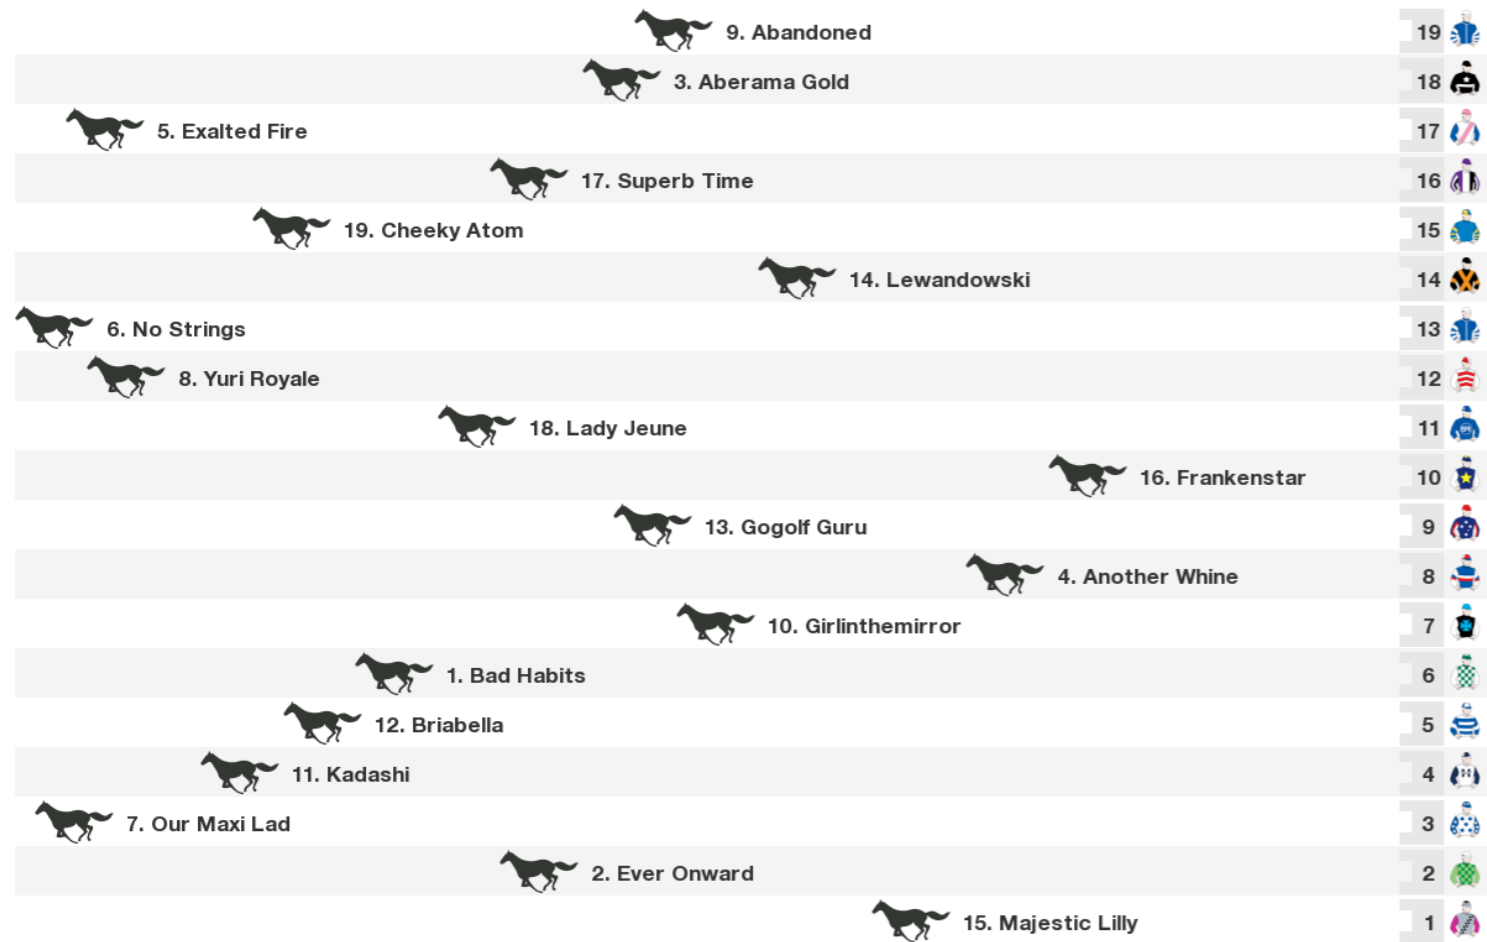 9. Abandoned 19
3. Aberama Gold 18
5. Exalted Fire 17
17. Superb Time 16
19. Cheeky Atom 15
14. Lewandowski 14
6. No Strings 13
8. Yuri Royale 12
18. Lady Jeune 11
16. Frankenstar 10
13. Gogolf Guru 9
4. Another Whine 8
10. Girlinthemirror 7
1. Bad Habits 6
12. Briabella 5
11. Kadashi 4
7. Our Maxi Lad 3
2. Ever Onward 2
15. Majestic Lilly 1